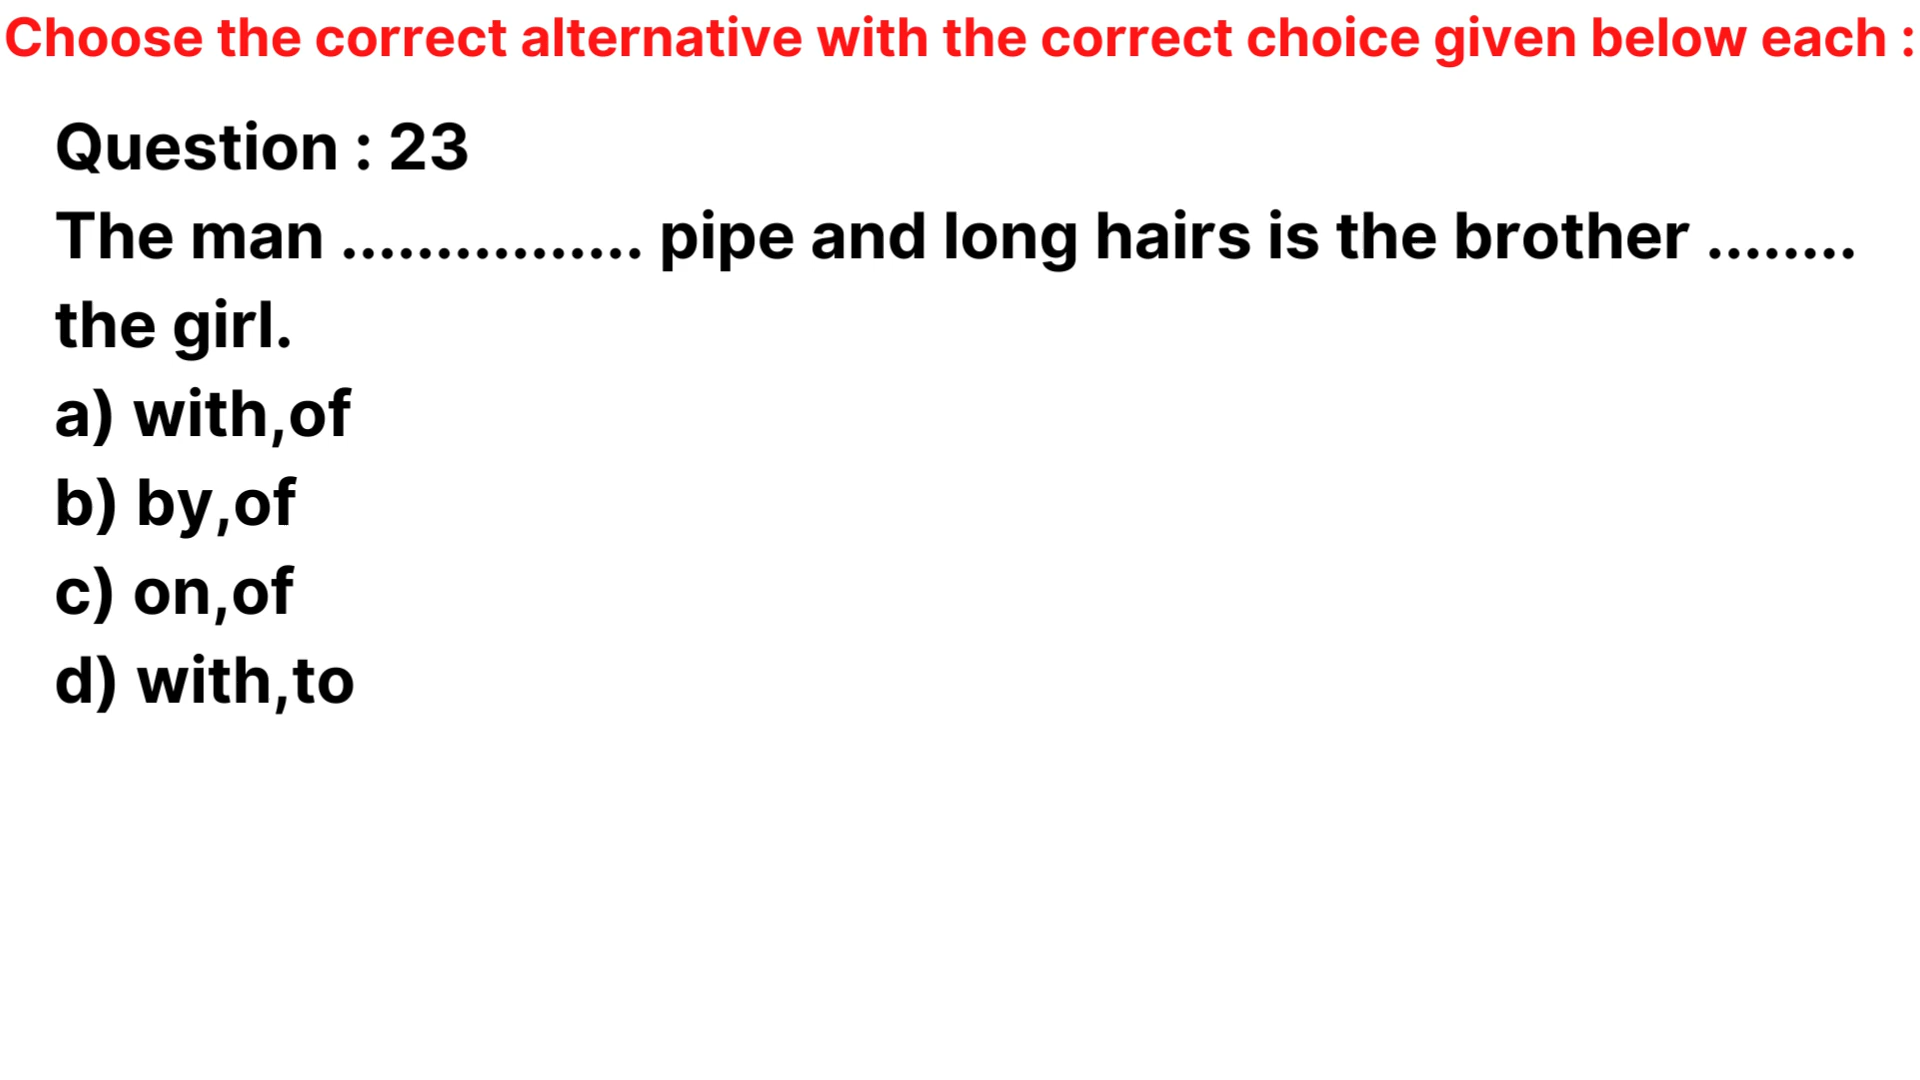 Choose the correct alternative with the correct choice given below each :
Question : 23
The man ................ pipe and long hairs is the brother ........
the girl.
a) with,of
b) by,of
c) on,of
d) with,to